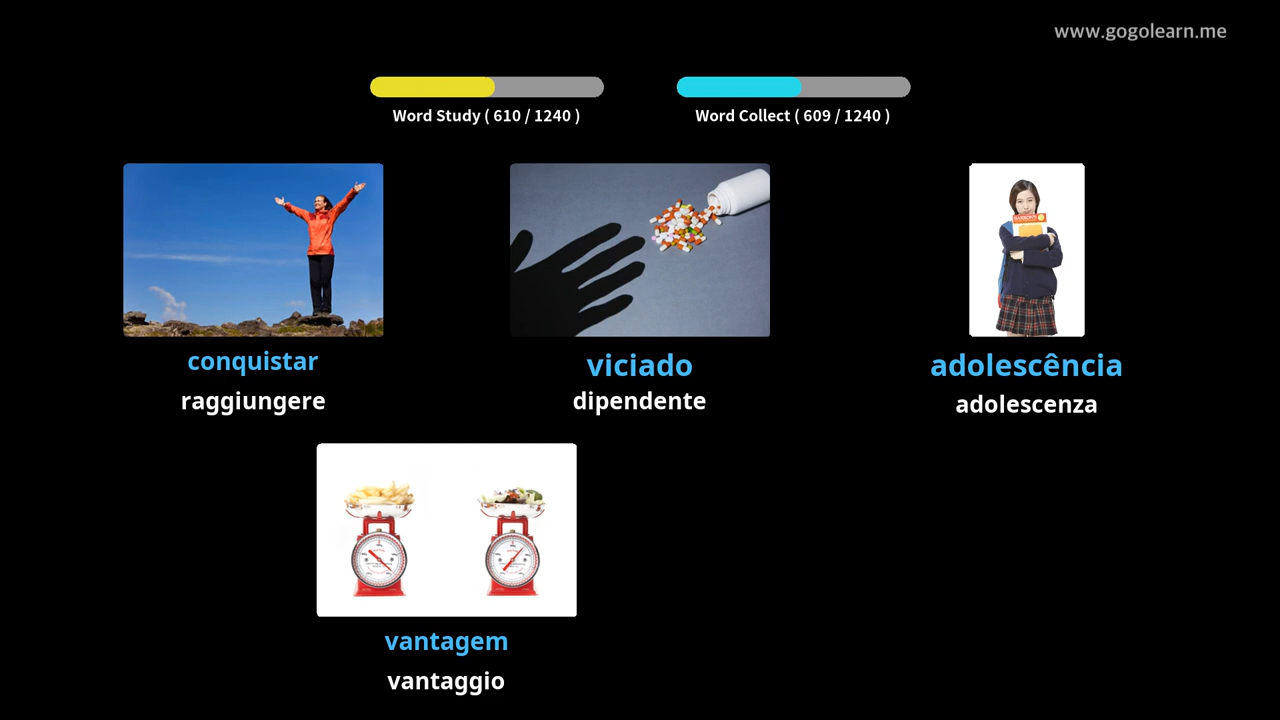 www.gogolearn.me
Word Study ( 610 / 1240 )
Word Collect ( 609 / 1240 )
conquistar
raggiungere
viciado
dipendente
adolescência
adolescenza
vantagem
vantaggio